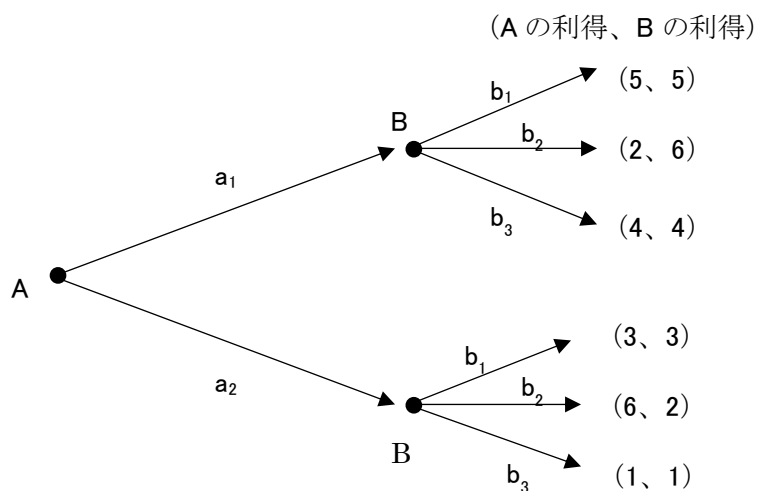 （A の利得、B の利得）
b₁
（5、5）
B
b₂
（2、6）
a₁
b₃
（4、4）
A
b₁
（3、3）
a₂
b₂
（6、2）
B
b₃
（1、1）